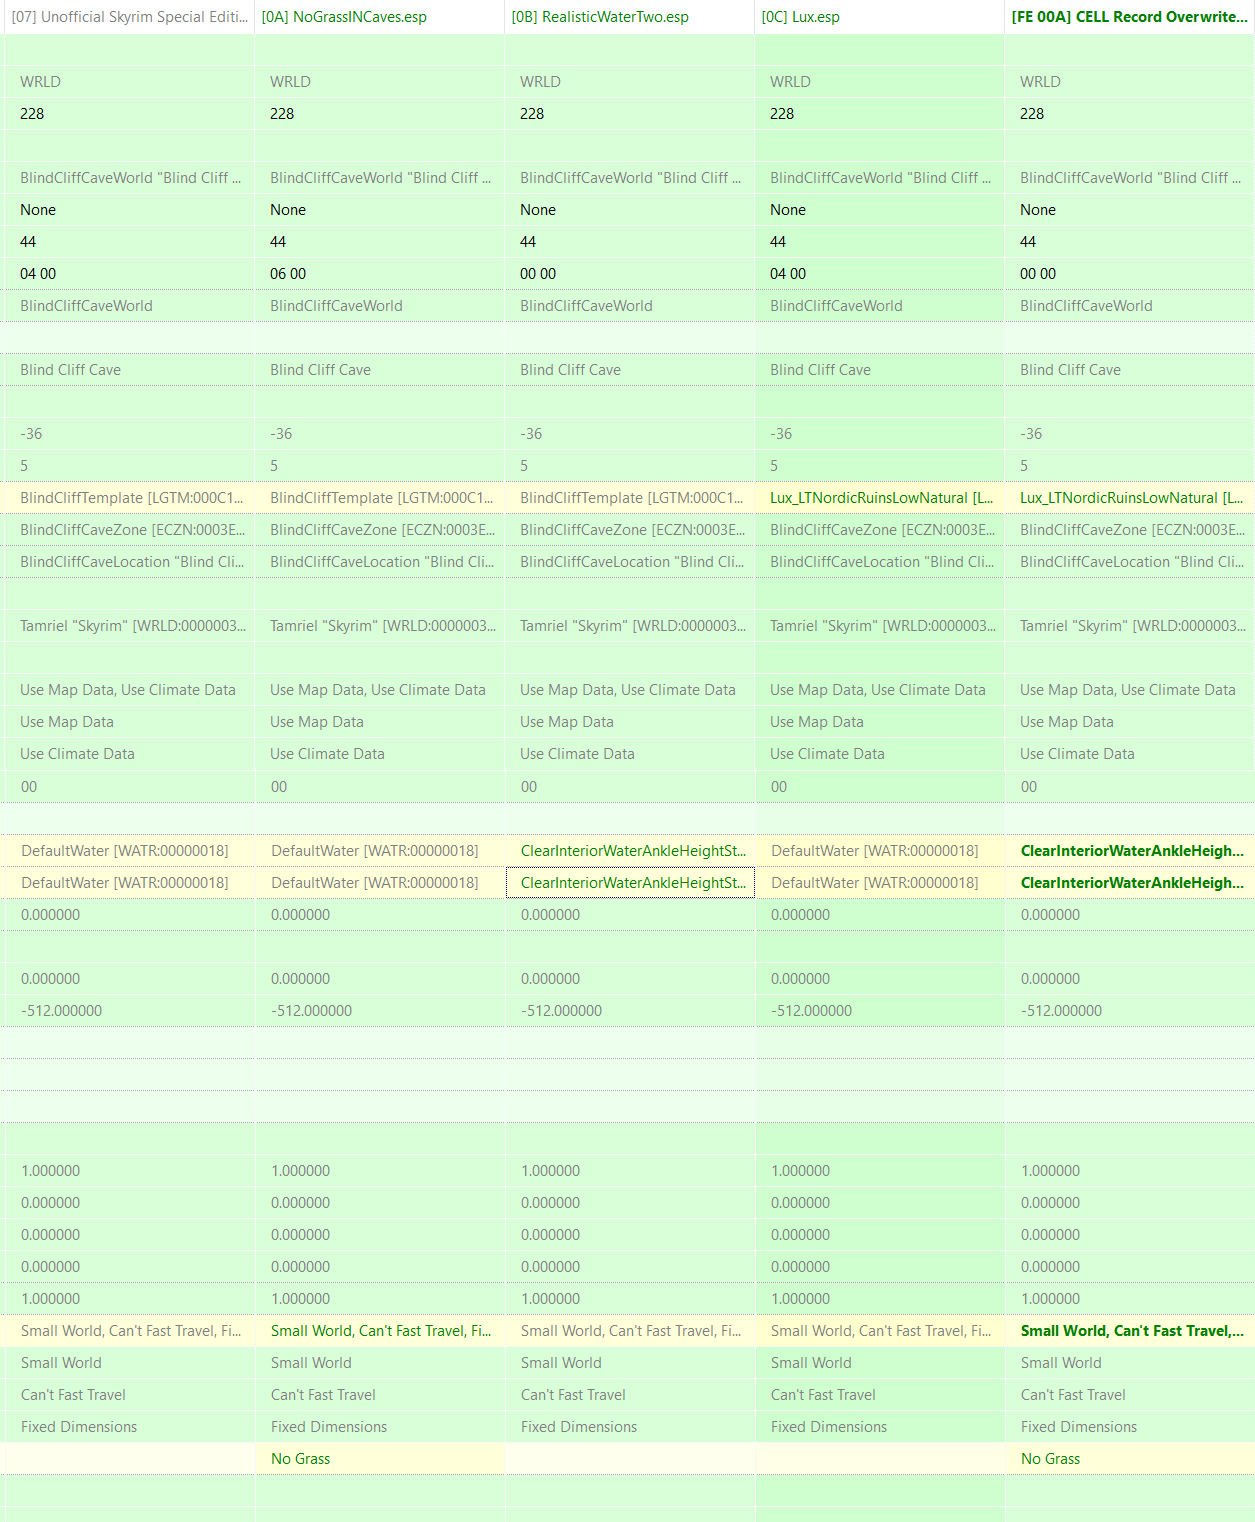 [07] Unofficial Skyrim Special Editi... [0A] NoGrassINCaves.esp [0B] RealisticWaterTwo.esp [0C] Lux.esp [FE 00A] CELL Record Overwrite...
WRLD WRLD WRLD WRLD WRLD
228 228 228 228 228
BlindCliffCaveWorld "Blind Cliff ... BlindCliffCaveWorld "Blind Cliff ... BlindCliffCaveWorld "Blind Cliff ... BlindCliffCaveWorld "Blind Cliff ... BlindCliffCaveWorld "Blind Cliff ...
None None None None None
44 44 44 44 44
04 00 06 00 00 00 04 00 00 00
BlindCliffCaveWorld BlindCliffCaveWorld BlindCliffCaveWorld BlindCliffCaveWorld BlindCliffCaveWorld
Blind Cliff Cave Blind Cliff Cave Blind Cliff Cave Blind Cliff Cave Blind Cliff Cave
-36 -36 -36 -36 -36
5 5 5 5 5
BlindCliffTemplate [LGTM:000C1... BlindCliffTemplate [LGTM:000C1... BlindCliffTemplate [LGTM:000C1... Lux_LTNordicRuinsLowNatural [L... Lux_LTNordicRuinsLowNatural [L...
BlindCliffCaveZone [ECZN:0003E... BlindCliffCaveZone [ECZN:0003E... BlindCliffCaveZone [ECZN:0003E... BlindCliffCaveZone [ECZN:0003E... BlindCliffCaveZone [ECZN:0003E...
BlindCliffCaveLocation "Blind Cli... BlindCliffCaveLocation "Blind Cli... BlindCliffCaveLocation "Blind Cli... BlindCliffCaveLocation "Blind Cli... BlindCliffCaveLocation "Blind Cli...
Tamriel "Skyrim" [WRLD:0000003... Tamriel "Skyrim" [WRLD:0000003... Tamriel "Skyrim" [WRLD:0000003... Tamriel "Skyrim" [WRLD:0000003... Tamriel "Skyrim" [WRLD:0000003...
Use Map Data, Use Climate Data Use Map Data, Use Climate Data Use Map Data, Use Climate Data Use Map Data, Use Climate Data Use Map Data, Use Climate Data
Use Map Data Use Map Data Use Map Data Use Map Data Use Map Data
Use Climate Data Use Climate Data Use Climate Data Use Climate Data Use Climate Data
00 00 00 00 00
DefaultWater [WATR:00000018] DefaultWater [WATR:00000018] ClearInteriorWaterAnkleHeightSt... DefaultWater [WATR:00000018] ClearInteriorWaterAnkleHeigh...
DefaultWater [WATR:00000018] DefaultWater [WATR:00000018] ClearInteriorWaterAnkleHeightSt... DefaultWater [WATR:00000018] ClearInteriorWaterAnkleHeigh...
0.000000 0.000000 0.000000 0.000000 0.000000
0.000000 0.000000 0.000000 0.000000 0.000000
-512.000000 -512.000000 -512.000000 -512.000000 -512.000000
1.000000 1.000000 1.000000 1.000000 1.000000
0.000000 0.000000 0.000000 0.000000 0.000000
0.000000 0.000000 0.000000 0.000000 0.000000
0.000000 0.000000 0.000000 0.000000 0.000000
1.000000 1.000000 1.000000 1.000000 1.000000
Small World, Can't Fast Travel, Fi... Small World, Can't Fast Travel, Fi... Small World, Can't Fast Travel, Fi... Small World, Can't Fast Travel, Fi... Small World, Can't Fast Travel,...
Small World Small World Small World Small World Small World
Can't Fast Travel Can't Fast Travel Can't Fast Travel Can't Fast Travel Can't Fast Travel
Fixed Dimensions Fixed Dimensions Fixed Dimensions Fixed Dimensions Fixed Dimensions
No Grass No Grass